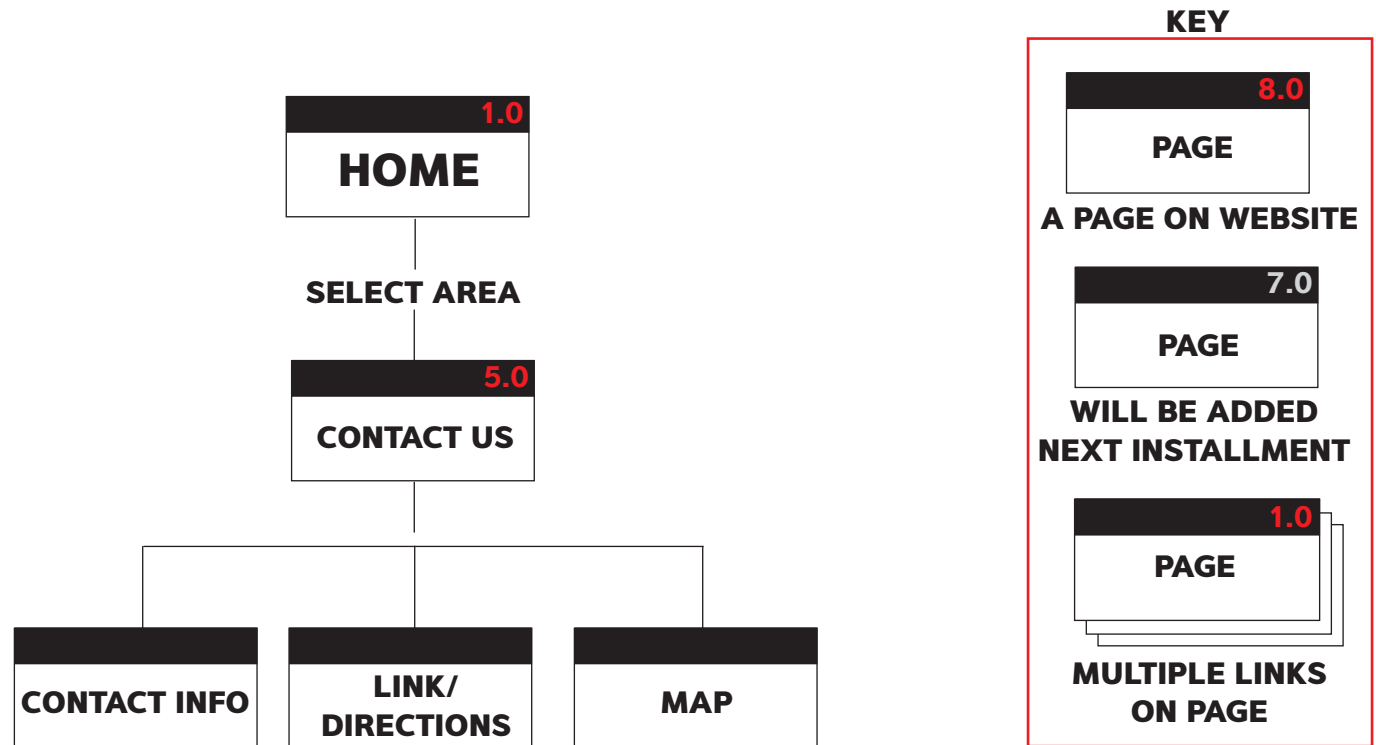 1.0
HOME
SELECT AREA
5.0
CONTACT US
CONTACT INFO
LINK/
DIRECTIONS
MAP
KEY
8.0
PAGE
A PAGE ON WEBSITE
7.0
PAGE
WILL BE ADDED
NEXT INSTALLMENT
1.0
PAGE
MULTIPLE LINKS
ON PAGE